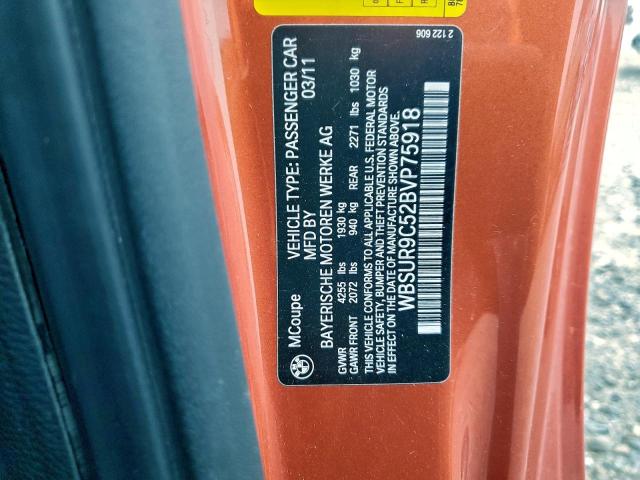 MCoupe VEHICLE TYPE: PASSENGER CAR
MFD BY 03/11
BAYERISCHE MOTOREN WERKE AG
GVWR 4255 lbs 1930 kg
GAWR FRONT 2072 lbs 940 kg REAR 2271 lbs 1030 kg
THIS VEHICLE CONFORMS TO ALL APPLICABLE U.S. FEDERAL MOTOR
VEHICLE SAFETY, BUMPER AND THEFT PREVENTION STANDARDS
IN EFFECT ON THE DATE OF MANUFACTURE SHOWN ABOVE.
WBSUR9C52BVP75918
2 122 606